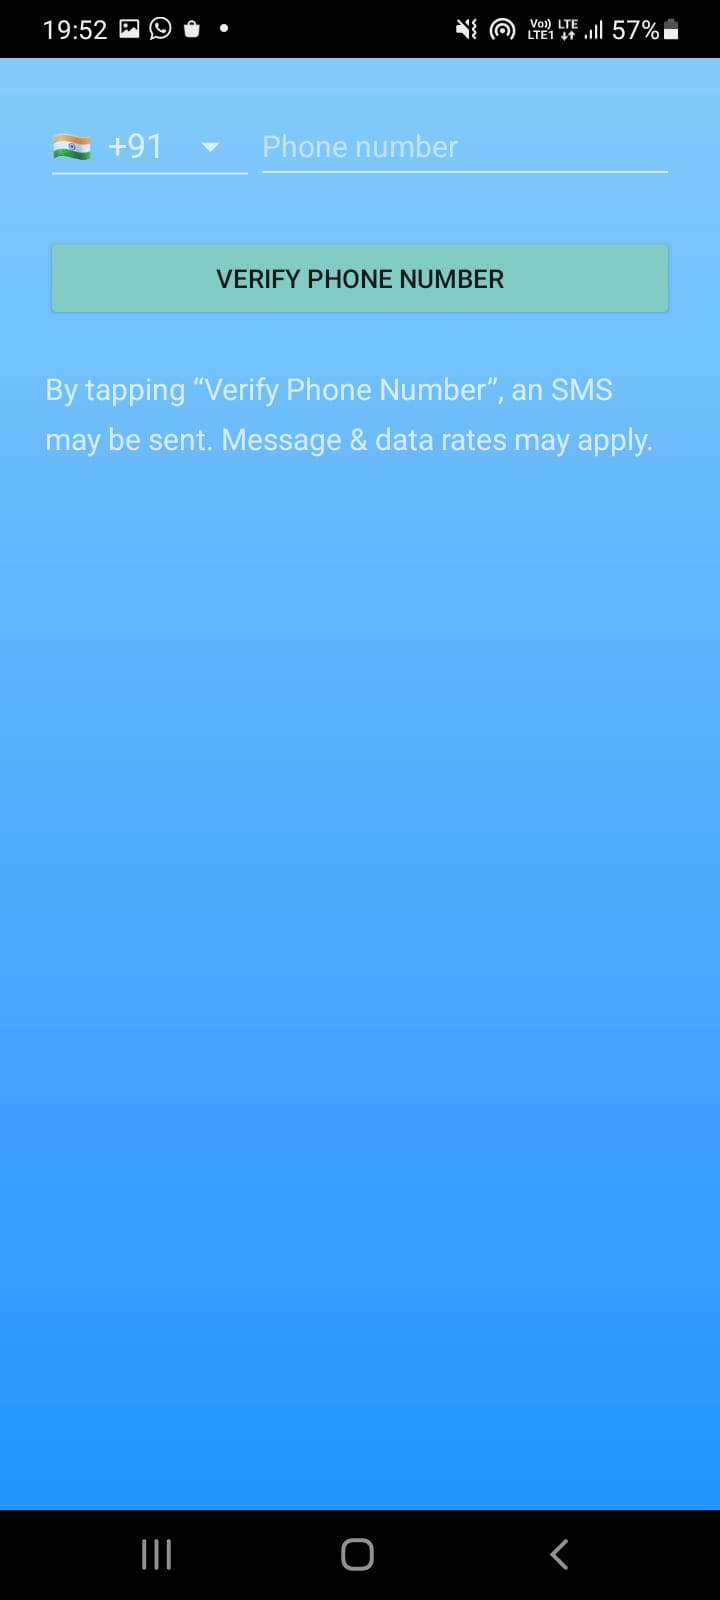 19:52 Vo)) LTE LTE1 57%
+91 Phone number
VERIFY PHONE NUMBER
By tapping “Verify Phone Number”, an SMS
may be sent. Message & data rates may apply.